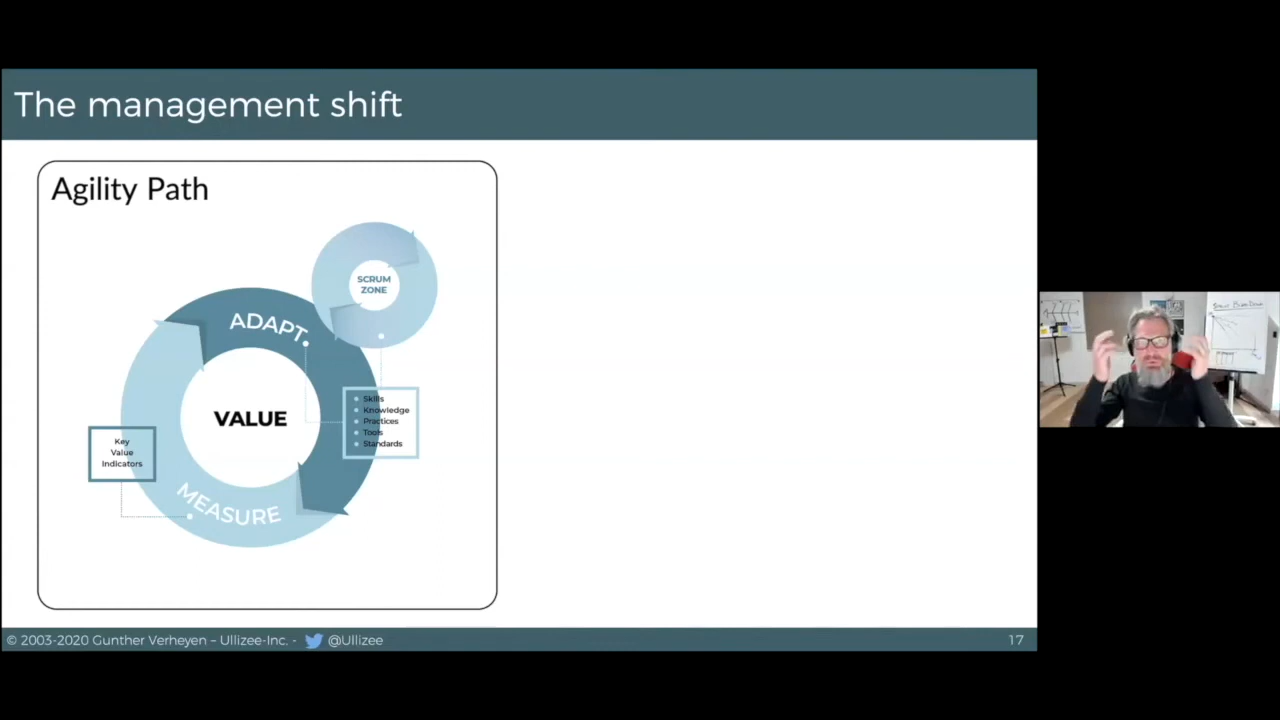 The management shift
Agility Path
SCRUM
ZONE
ADAPT
VALUE
Skills
Knowledge
Practices
Tools
Standards
Key
Value
Indicators
MEASURE
© 2003-2020 Gunther Verheyen – Ullizee-Inc. -
@Ullizee
17